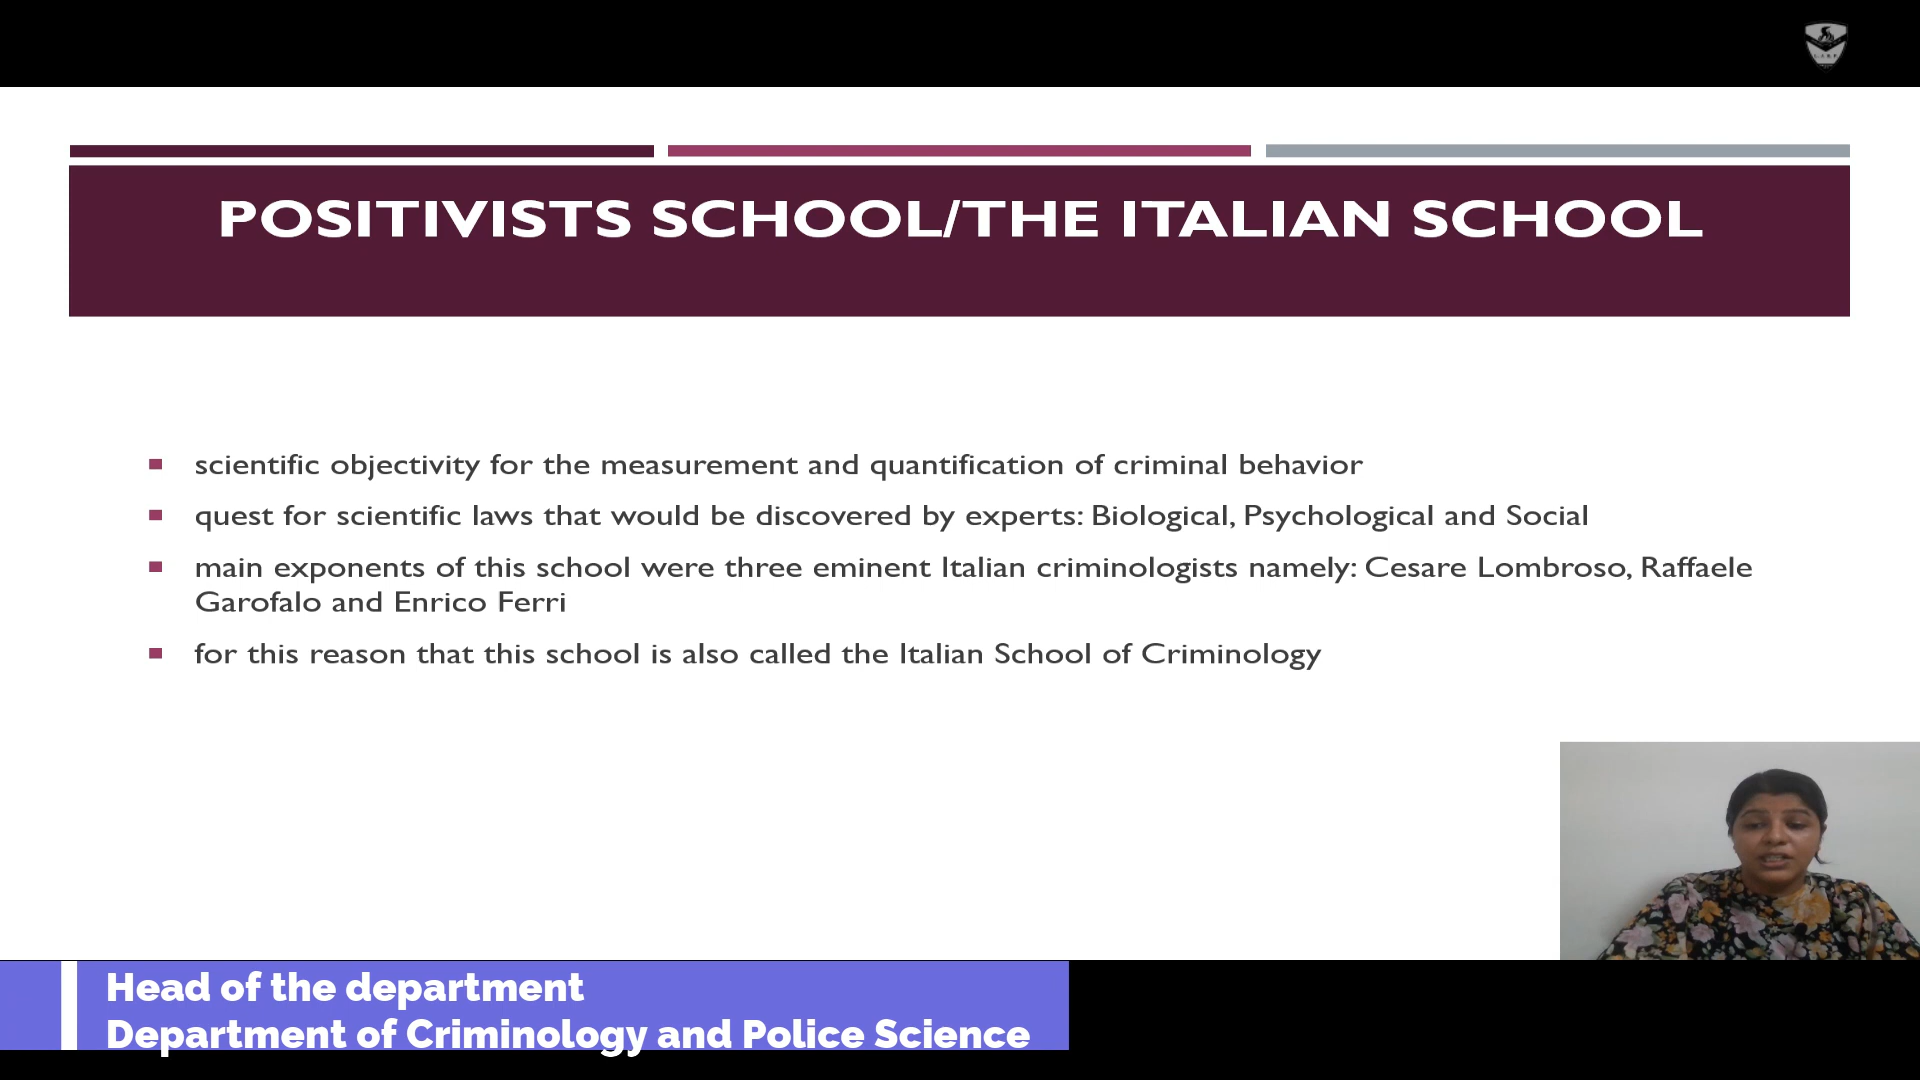 POSITIVISTS SCHOOL/THE ITALIAN SCHOOL
scientific objectivity for the measurement and quantification of criminal behavior
quest for scientific laws that would be discovered by experts: Biological, Psychological and Social
main exponents of this school were three eminent Italian criminologists namely: Cesare Lombroso, Raffaele
Garofalo and Enrico Ferri
for this reason that this school is also called the Italian School of Criminology
Head of the department
Department of Criminology and Police Science